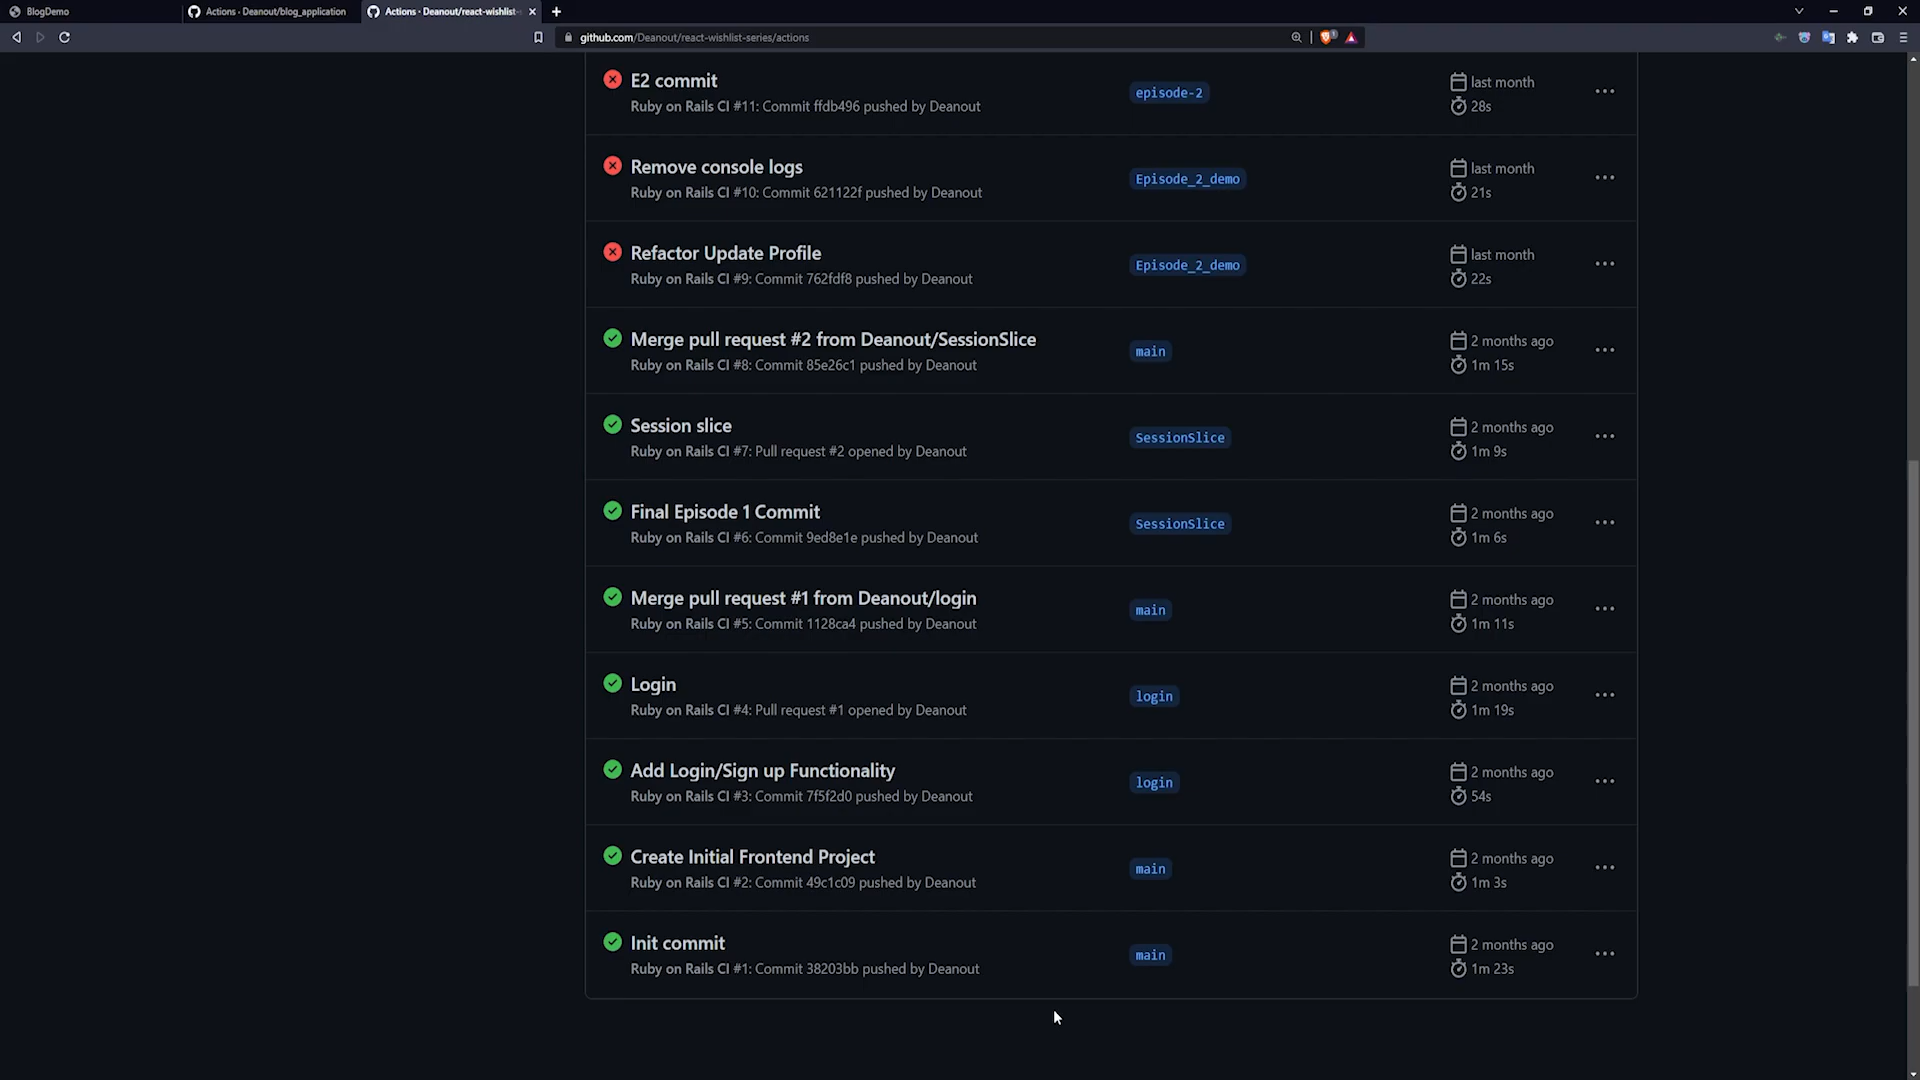 BlogDemo
Actions · Deanout/blog_application
Actions · Deanout/react-wishlist-
github.com/Deanout/react-wishlist-series/actions
1
E2 commit
Ruby on Rails CI #11: Commit ffdb496 pushed by Deanout
episode-2
last month
28s
Remove console logs
Ruby on Rails CI #10: Commit 621122f pushed by Deanout
Episode_2_demo
last month
21s
Refactor Update Profile
Ruby on Rails CI #9: Commit 762fdf8 pushed by Deanout
Episode_2_demo
last month
22s
Merge pull request #2 from Deanout/SessionSlice
Ruby on Rails CI #8: Commit 85e26c1 pushed by Deanout
main
2 months ago
1m 15s
Session slice
Ruby on Rails CI #7: Pull request #2 opened by Deanout
SessionSlice
2 months ago
1m 9s
Final Episode 1 Commit
Ruby on Rails CI #6: Commit 9ed8e1e pushed by Deanout
SessionSlice
2 months ago
1m 6s
Merge pull request #1 from Deanout/login
Ruby on Rails CI #5: Commit 1128ca4 pushed by Deanout
main
2 months ago
1m 11s
Login
Ruby on Rails CI #4: Pull request #1 opened by Deanout
login
2 months ago
1m 19s
Add Login/Sign up Functionality
Ruby on Rails CI #3: Commit 7f5f2d0 pushed by Deanout
login
2 months ago
54s
Create Initial Frontend Project
Ruby on Rails CI #2: Commit 49c1c09 pushed by Deanout
main
2 months ago
1m 3s
Init commit
Ruby on Rails CI #1: Commit 38203bb pushed by Deanout
main
2 months ago
1m 23s